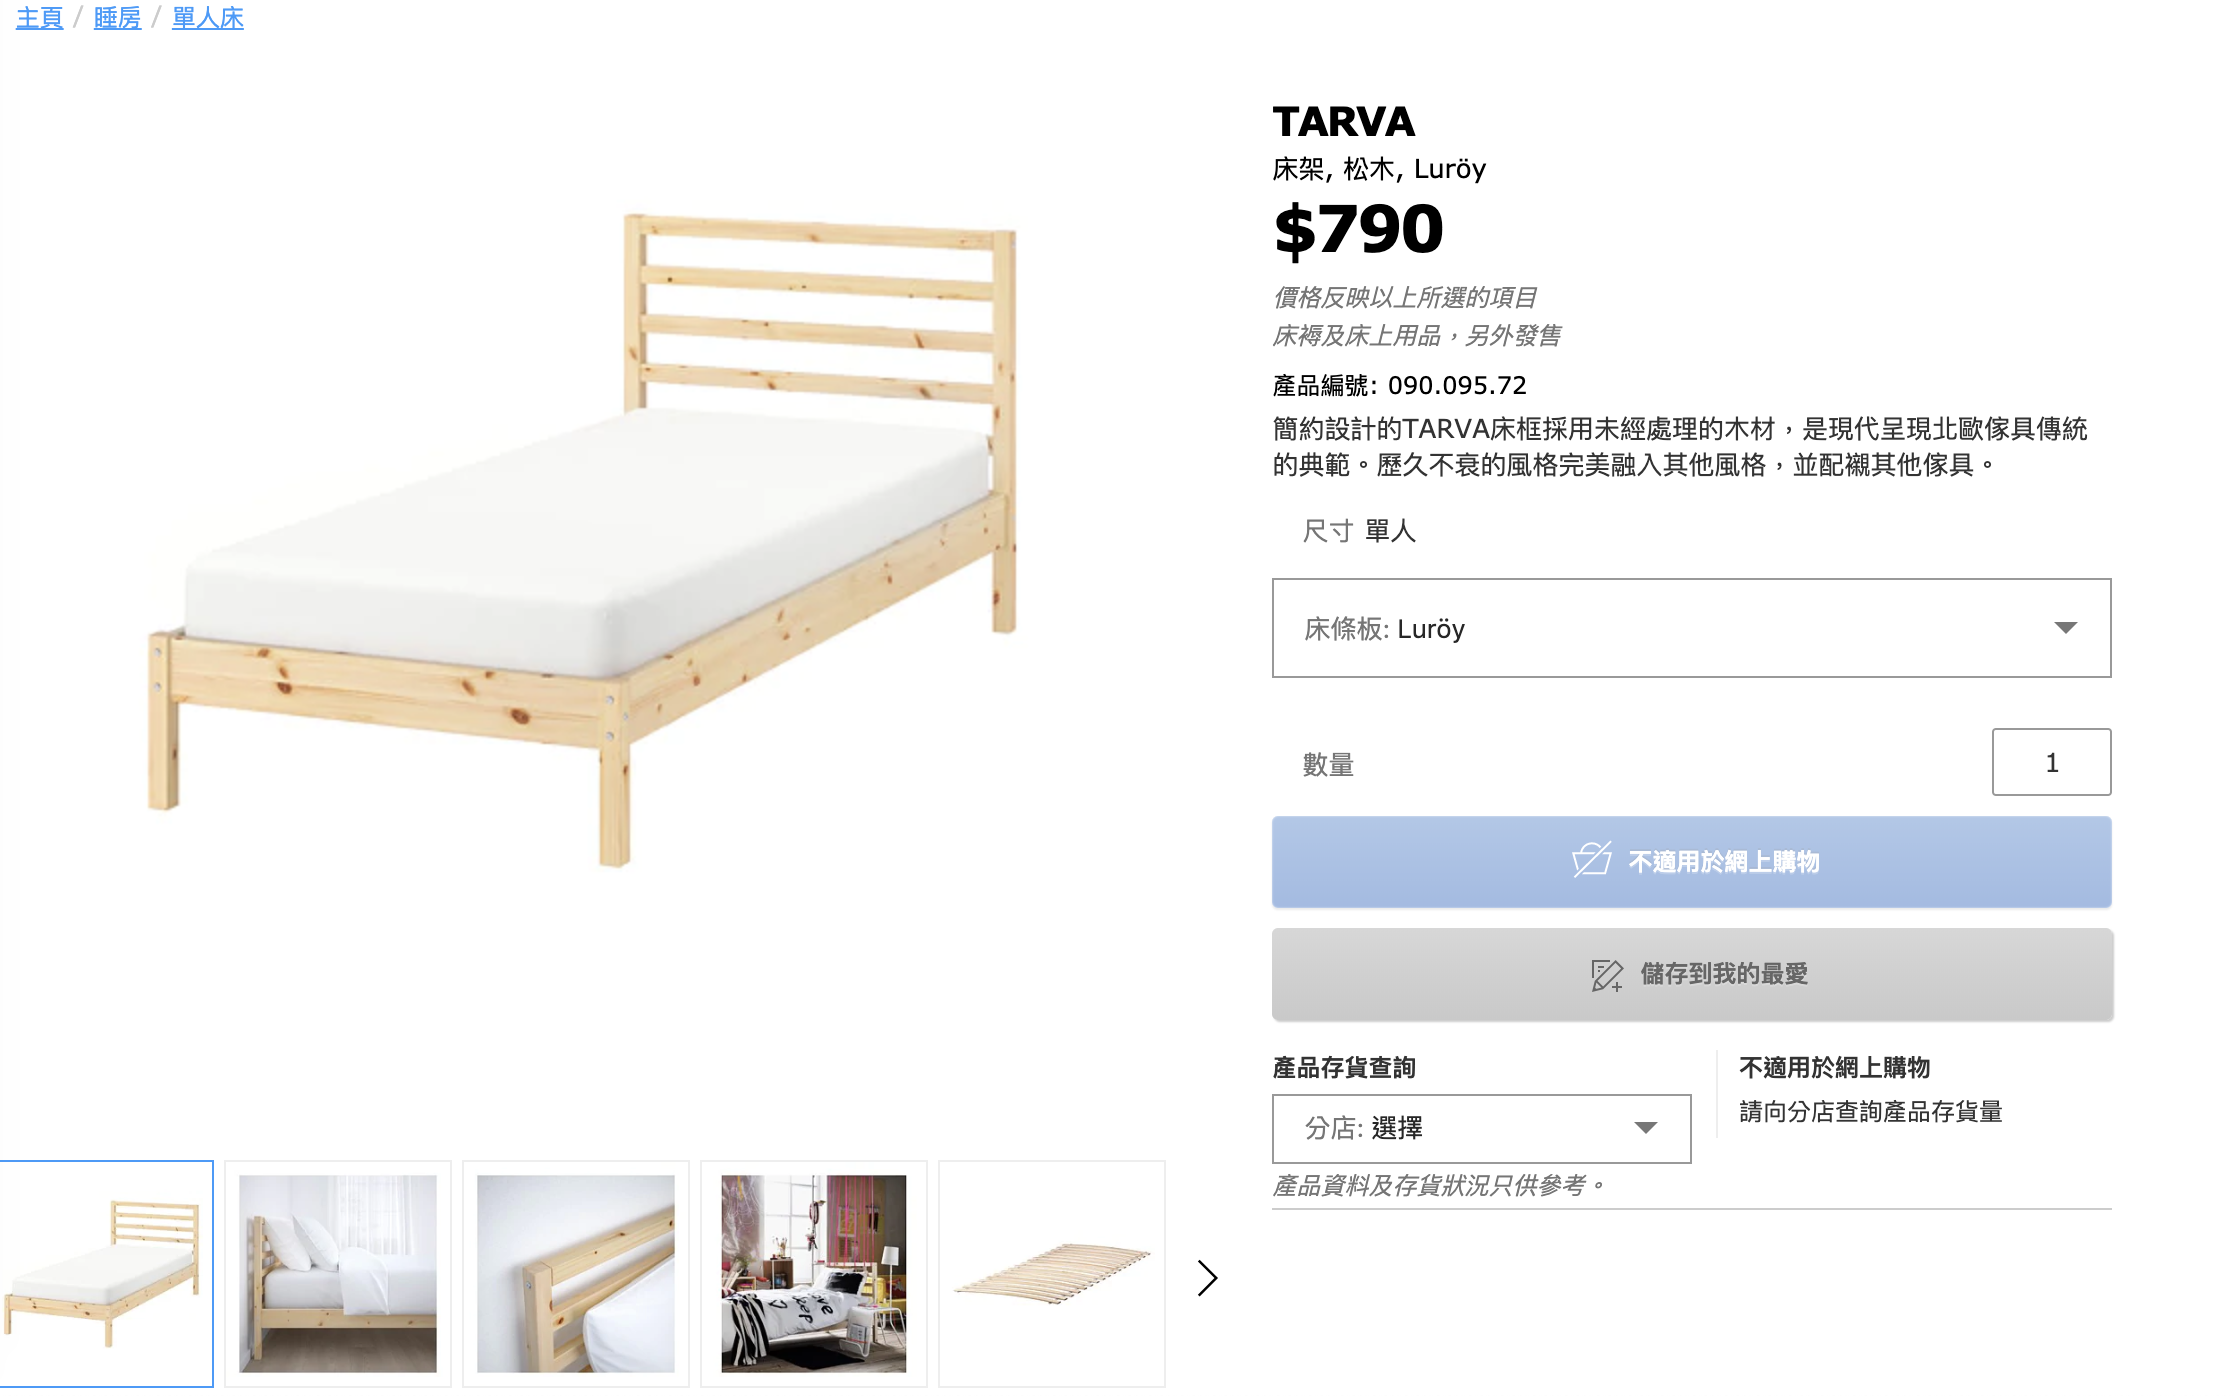 主頁 / 睡房 / 單人床
TARVA
床架, 松木, Luröy
$790
價格反映以上所選的項目
床褥及床上用品，另外發售
產品編號: 090.095.72
簡約設計的TARVA床框採用未經處理的木材，是現代呈現北歐傢具傳統
的典範。歷久不衰的風格完美融入其他風格，並配襯其他傢具。
尺寸 單人
床條板: Luröy
數量
1
不適用於網上購物
儲存到我的最愛
產品存貨查詢
分店: 選擇
產品資料及存貨狀況只供參考。
不適用於網上購物
請向分店查詢產品存貨量